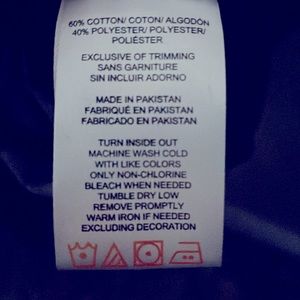 60% COTTON/ COTON/ ALGODÓN
40% POLYESTER/ POLYESTER/
POLIÉSTER
EXCLUSIVE OF TRIMMING
SANS GARNITURE
SIN INCLUIR ADORNO
MADE IN PAKISTAN
FABRIQUÉ EN PAKISTAN
FABRICADO EN PAKISTAN
TURN INSIDE OUT
MACHINE WASH COLD
WITH LIKE COLORS
ONLY NON-CHLORINE
BLEACH WHEN NEEDED
TUMBLE DRY LOW
REMOVE PROMPTLY
WARM IRON IF NEEDED
EXCLUDING DECORATION